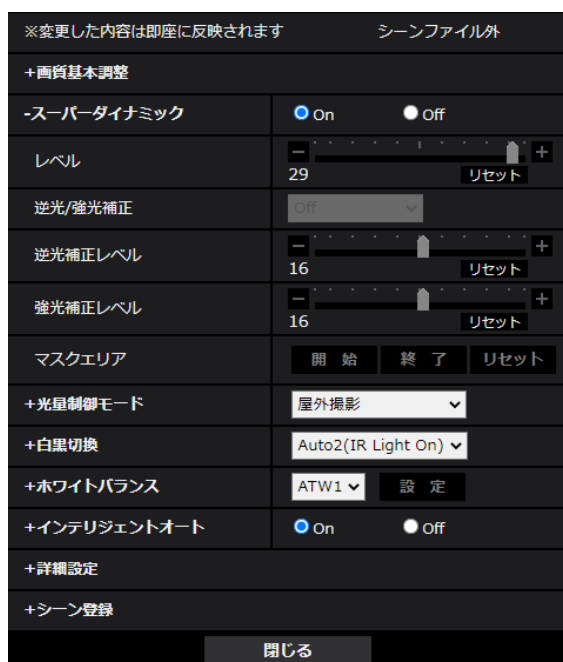 ※変更した内容は即座に反映されます シーンファイル外
+画質基本調整
-スーパーダイナミック On Off
レベル − +
29 リセット
逆光/強光補正 Off
逆光補正レベル − +
16 リセット
強光補正レベル − +
16 リセット
マスクエリア 開 始 終 了 リセット
+光量制御モード 屋外撮影
+白黒切換 Auto2(IR Light On)
+ホワイトバランス ATW1 設 定
+インテリジェントオート On Off
+詳細設定
+シーン登録
閉じる